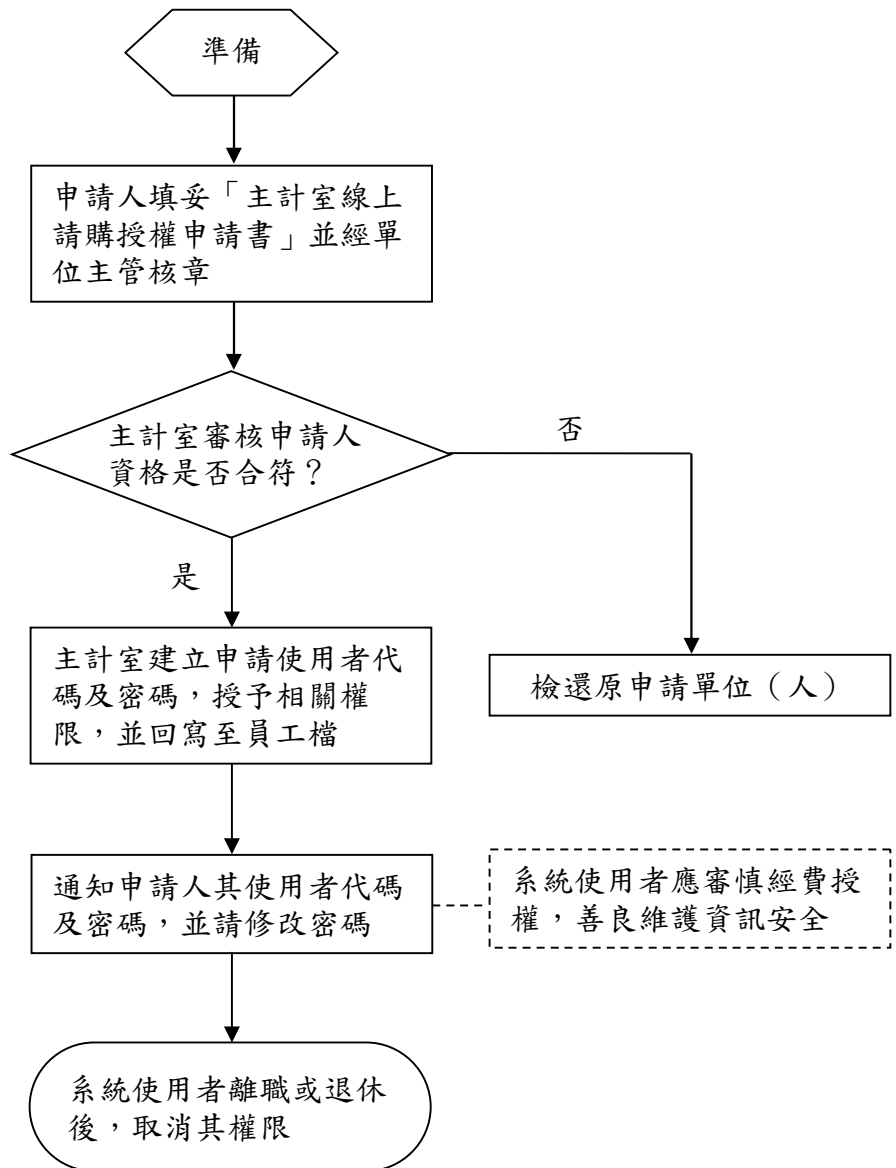 準備
申請人填妥「主計室線上
請購授權申請書」並經單
位主管核章
主計室審核申請人
資格是否合符？
否
是
主計室建立申請使用者代
碼及密碼，授予相關權
限，並回寫至員工檔
檢還原申請單位（人）
通知申請人其使用者代碼
及密碼，並請修改密碼
系統使用者應審慎經費授
權，善良維護資訊安全
系統使用者離職或退休
後，取消其權限